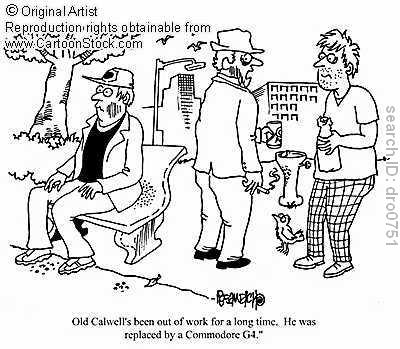 © Original Artist
Reproduction rights obtainable from
www.CartoonStock.com
search ID: dro0751
Old Calwell's been out of work for a long time. He was
replaced by a Commodore G4."